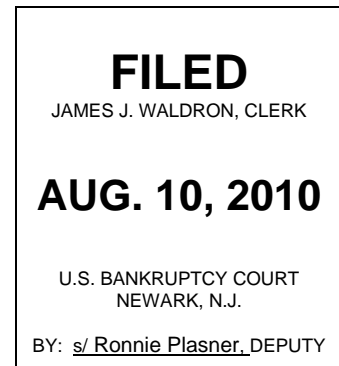 FILED
JAMES J. WALDRON, CLERK
AUG. 10, 2010
U.S. BANKRUPTCY COURT
NEWARK, N.J.
BY: s/ Ronnie Plasner, DEPUTY